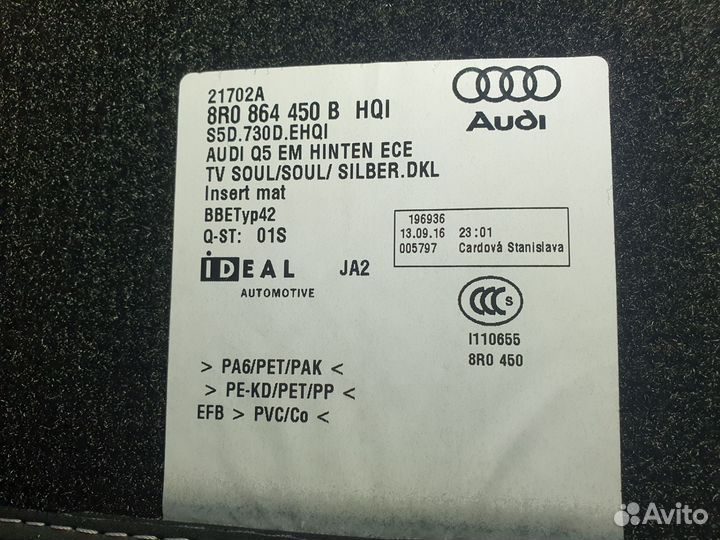 21702A
8R0 864 450 B HQI
S5D.730D.EHQI
AUDI Q5 EM HINTEN ECE
TV SOUL/SOUL/ SILBER.DKL
Insert mat
BBETyp42
Q-ST: 01S
IDEAL JA2
AUTOMOTIVE
Audi
196936
13.09.16 23:01
005797 Cardová Stanislava
CCC S
I110655
8R0 450
> PA6/PET/PAK <
> PE-KD/PET/PP <
EFB > PVC/Co <
Avito